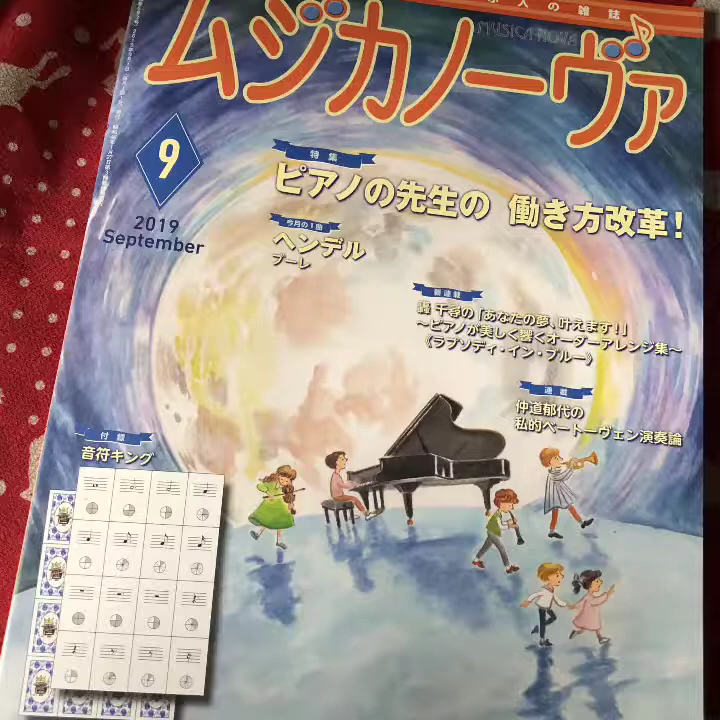 人の雑誌
MUSICA NOVA
ムジカノーヴァ
9
2019
September
特集
ピアノの先生の 働き方改革!
今月の1曲
ヘンデル
ブーレ
新連載
轟 千尋の「あなたの夢、叶えます!」
〜ピアノが美しく響くオーダーアレンジ集〜
《ラプソディ・イン・ブルー》
連載
仲道郁代の
私的ベートーヴェン演奏論
付録
音符キング